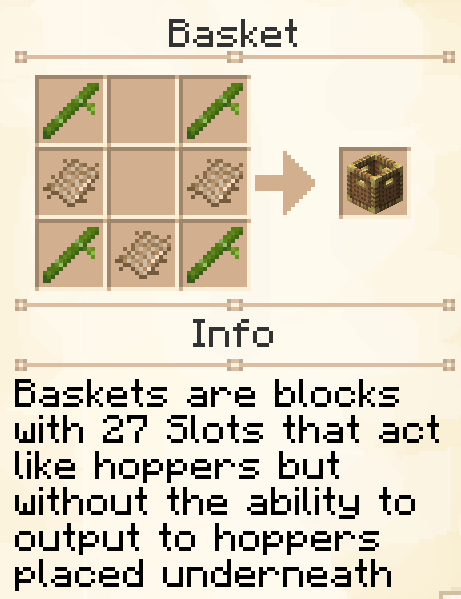 Basket
Info
Baskets are blocks
with 27 Slots that act
like hoppers but
without the ability to
output to hoppers
placed underneath